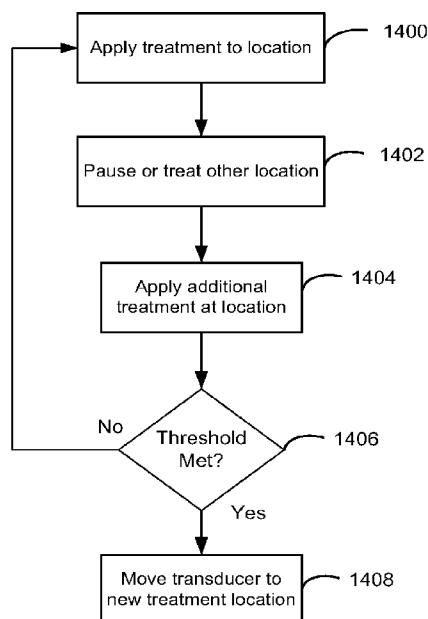 Apply treatment to location
1400
Pause or treat other location
1402
Apply additional
treatment at location
1404
No
Threshold
Met?
1406
Yes
Move transducer to
new treatment location
1408